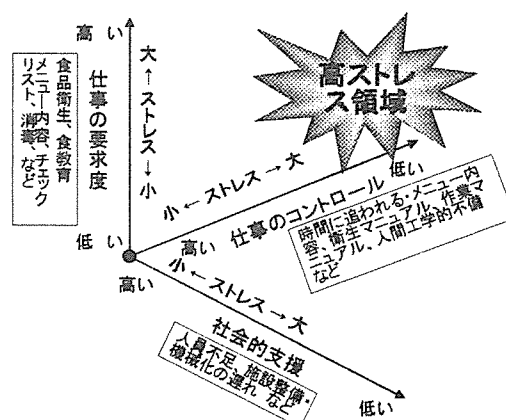 高い
仕事の要求度
低い
大←ストレス→小
食品衛生、食教育
メニュー内容、チェック
リスト、消毒、など
高ストレ
ス領域
小←ストレス→大
高い
仕事のコントロール
低い
時間に追われる・メニュー内
容、衛生マニュアル、作業マ
ニュアル、人間工学的不備
など
高い
小←ストレス→大
社会的支援
低い
人員不足、施設整備・
機械化の遅れ など